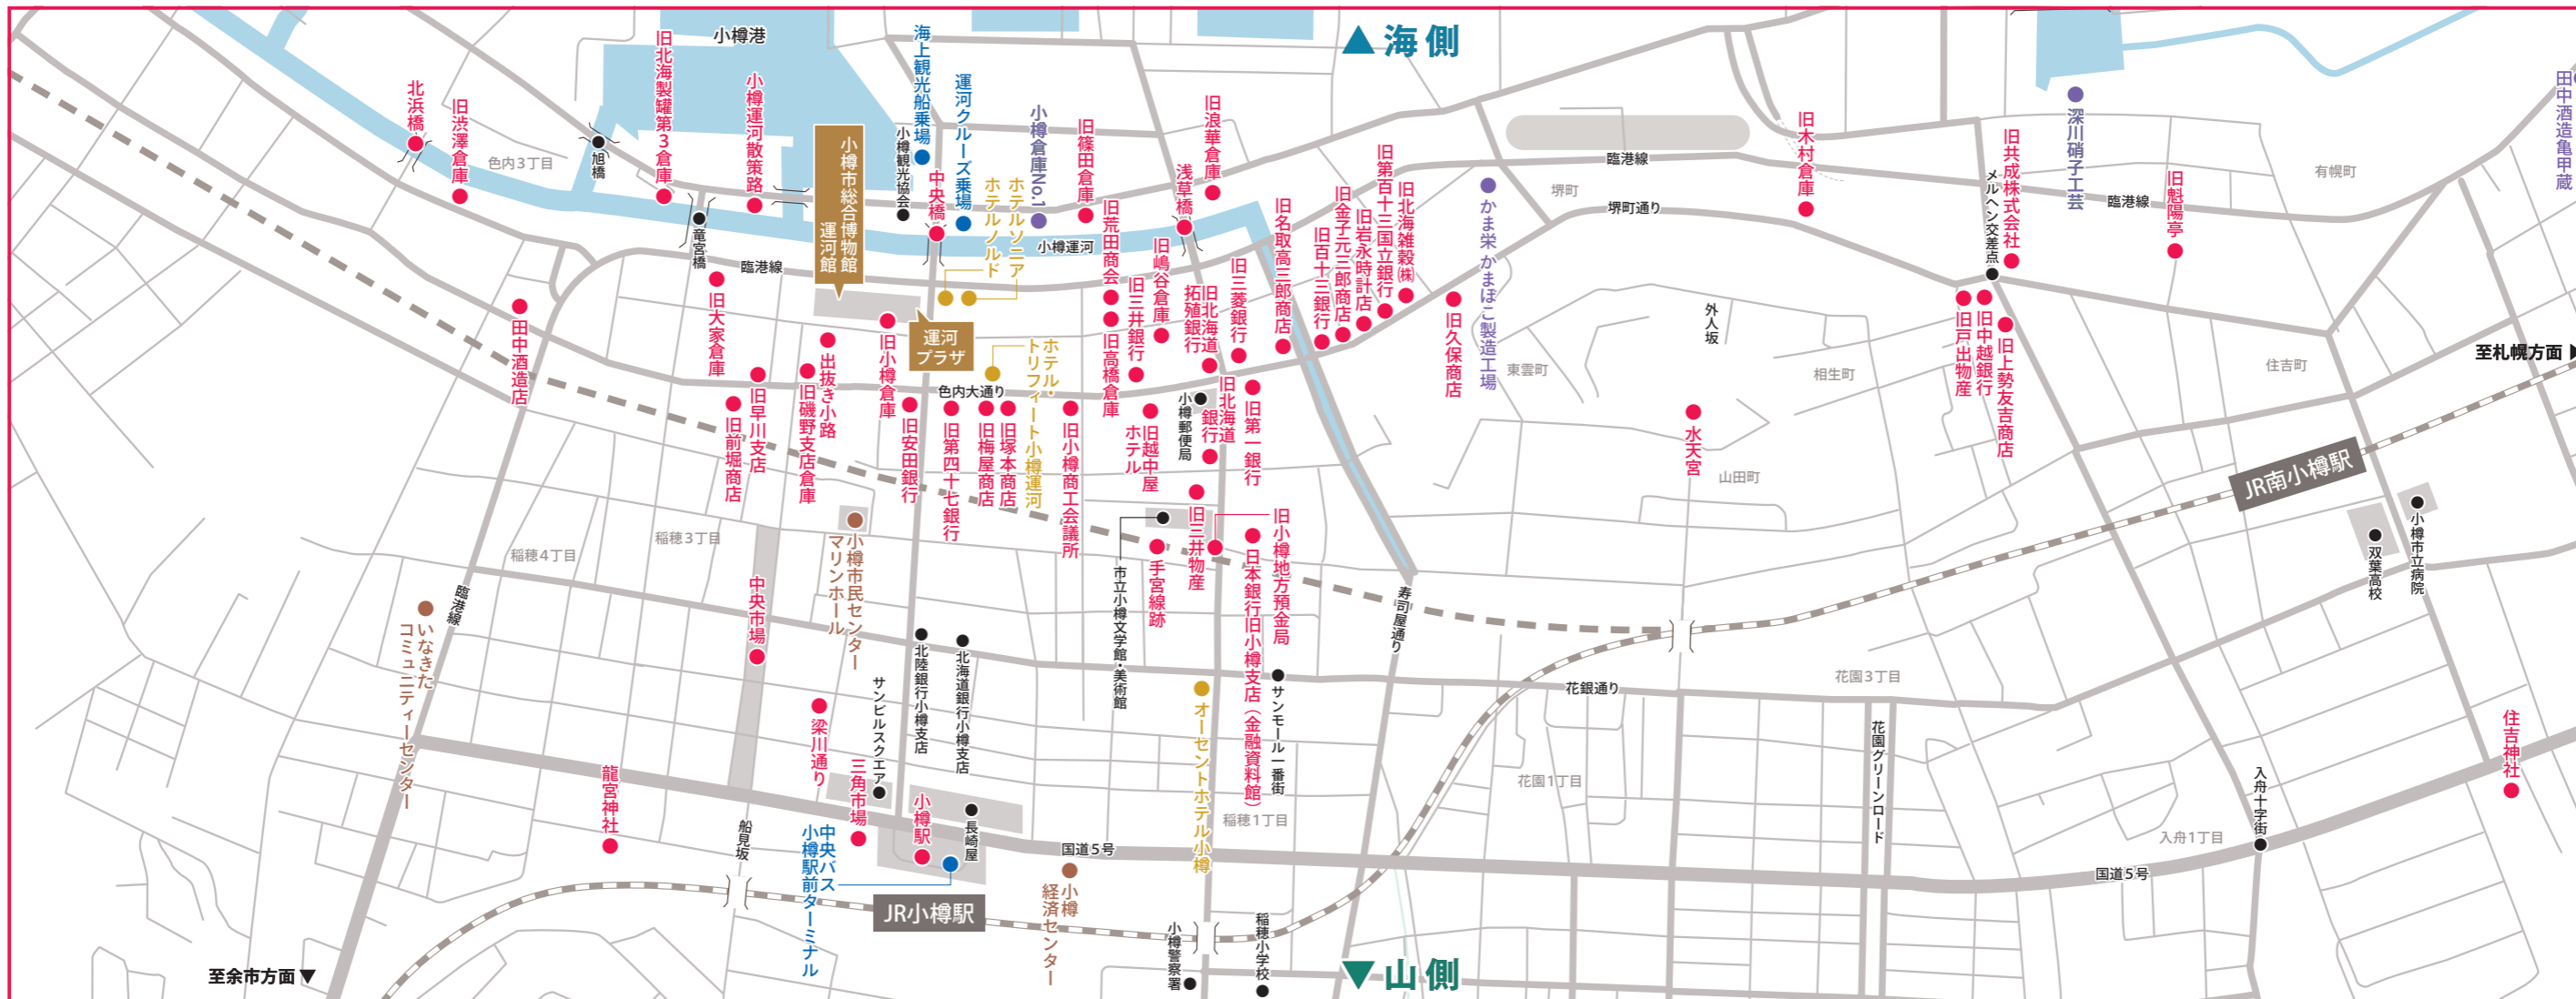 ▲海側
小樽港
北浜橋
旧渋澤倉庫
色内3丁目
旭橋
旧北海製罐第3倉庫
小樽運河散策路
竜宮橋
小樽市総合博物館
運河館
小樽観光協会
海上観光船乗場
中央橋
運河クルーズ乗場
ホテルノルド
ホテルソニア
小樽倉庫No.1
小樽運河
旧篠田倉庫
旧荒田商会
浅草橋
旧浪華倉庫
臨港線
旧大家倉庫
田中酒造店
旧前堀商店
旧早川支店
旧磯野支店倉庫
出抜き小路
旧小樽倉庫
運河
プラザ
色内大通り
ホテル・
トリフィート小樽運河
旧高橋倉庫
旧三井銀行
旧嶋谷倉庫
旧北海道
拓殖銀行
旧三菱銀行
旧名取高三郎商店
旧百十三銀行
旧金子元三郎商店
旧岩永時計店
旧第百十三国立銀行
旧北海雑穀㈱
旧久保商店
かま栄 かまぼこ製造工場
堺町
臨港線
堺町通り
旧木村倉庫
メルヘン交差点
旧共成株式会社
深川硝子工芸
臨港線
旧魁陽亭
有幌町
田中酒造亀甲蔵
旧戸出物産
旧中越銀行
旧上勢友吉商店
外人坂
東雲町
相生町
住吉町
至札幌方面
水天宮
山田町
JR南小樽駅
双葉高校
小樽市立病院
旧安田銀行
旧第四十七銀行
旧梅屋商店
旧塚本商店
旧小樽商工会議所
旧越中屋
ホテル
小樽郵便局
旧北海道
銀行
旧第一銀行
旧三井物産
旧小樽地方預金局
日本銀行旧小樽支店（金融資料館）
手宮線跡
市立小樽文学館・美術館
稲穂4丁目
稲穂3丁目
臨港線
いなきた
コミュニティーセンター
中央市場
小樽市民センター
マリンホール
北陸銀行小樽支店
北海道銀行小樽支店
サンビルスクエア
梁川通り
三角市場
小樽駅
長崎屋
龍宮神社
船見坂
中央バス
小樽駅前ターミナル
JR小樽駅
国道5号
小樽
経済センター
オーセントホテル小樽
サンモール一番街
稲穂1丁目
寿司屋通り
花銀通り
花園1丁目
花園3丁目
花園グリーンロード
国道5号
入舟1丁目
入舟十字街
住吉神社
小樽警察署
稲穂小学校
至余市方面▼
▼山側